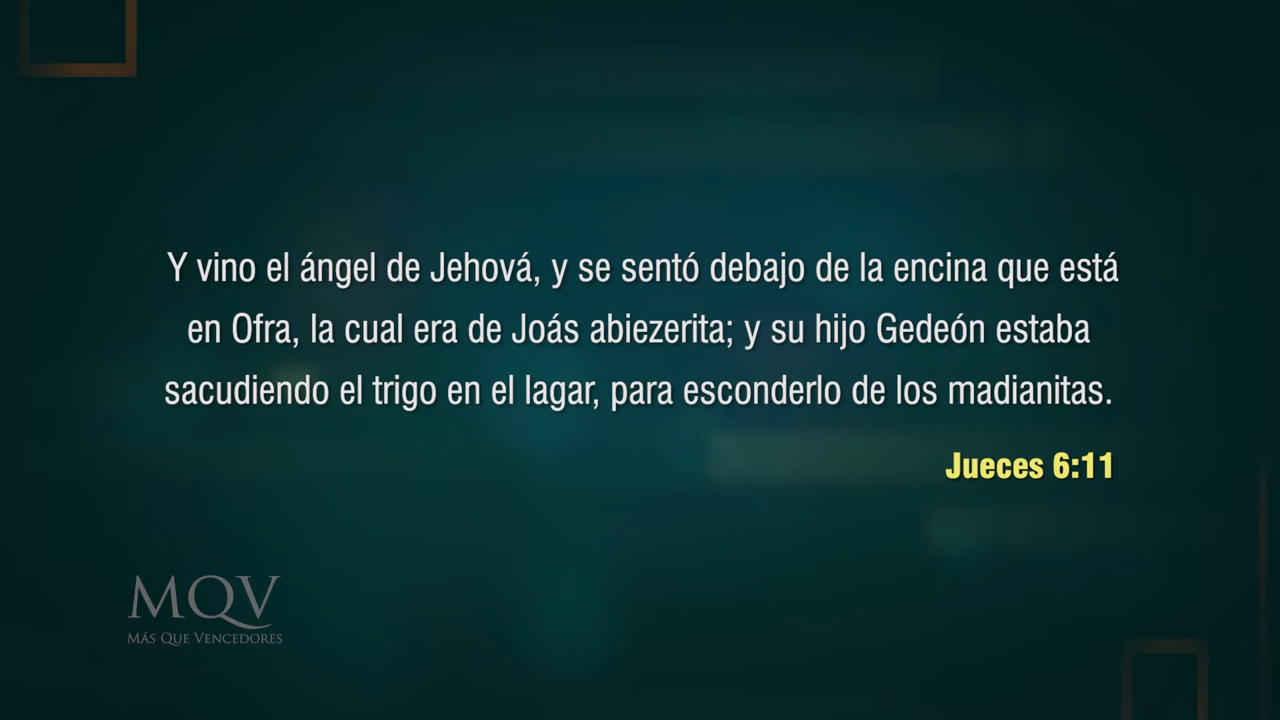 Y vino el ángel de Jehová, y se sentó debajo de la encina que está
en Ofra, la cual era de Joás abiezerita; y su hijo Gedeón estaba
sacudiendo el trigo en el lagar, para esconderlo de los madianitas.
Jueces 6:11
MQV
MÁS QUE VENCEDORES